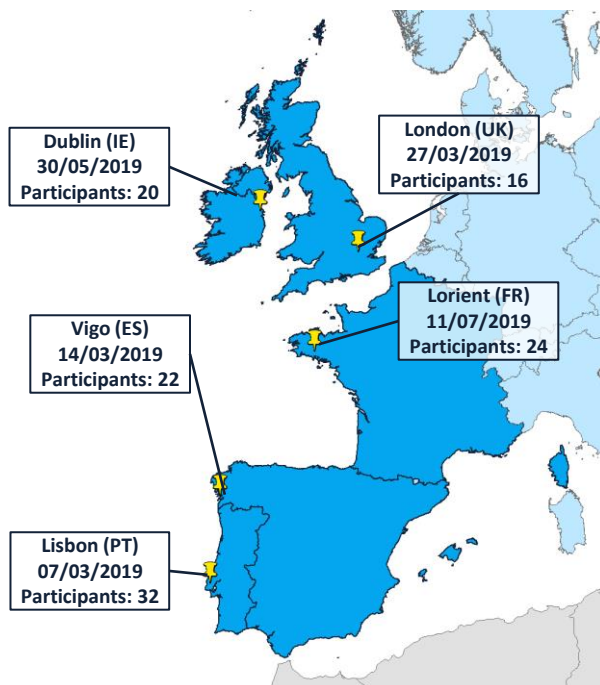 Dublin (IE)
30/05/2019
Participants: 20
London (UK)
27/03/2019
Participants: 16
Lorient (FR)
11/07/2019
Participants: 24
Vigo (ES)
14/03/2019
Participants: 22
Lisbon (PT)
07/03/2019
Participants: 32